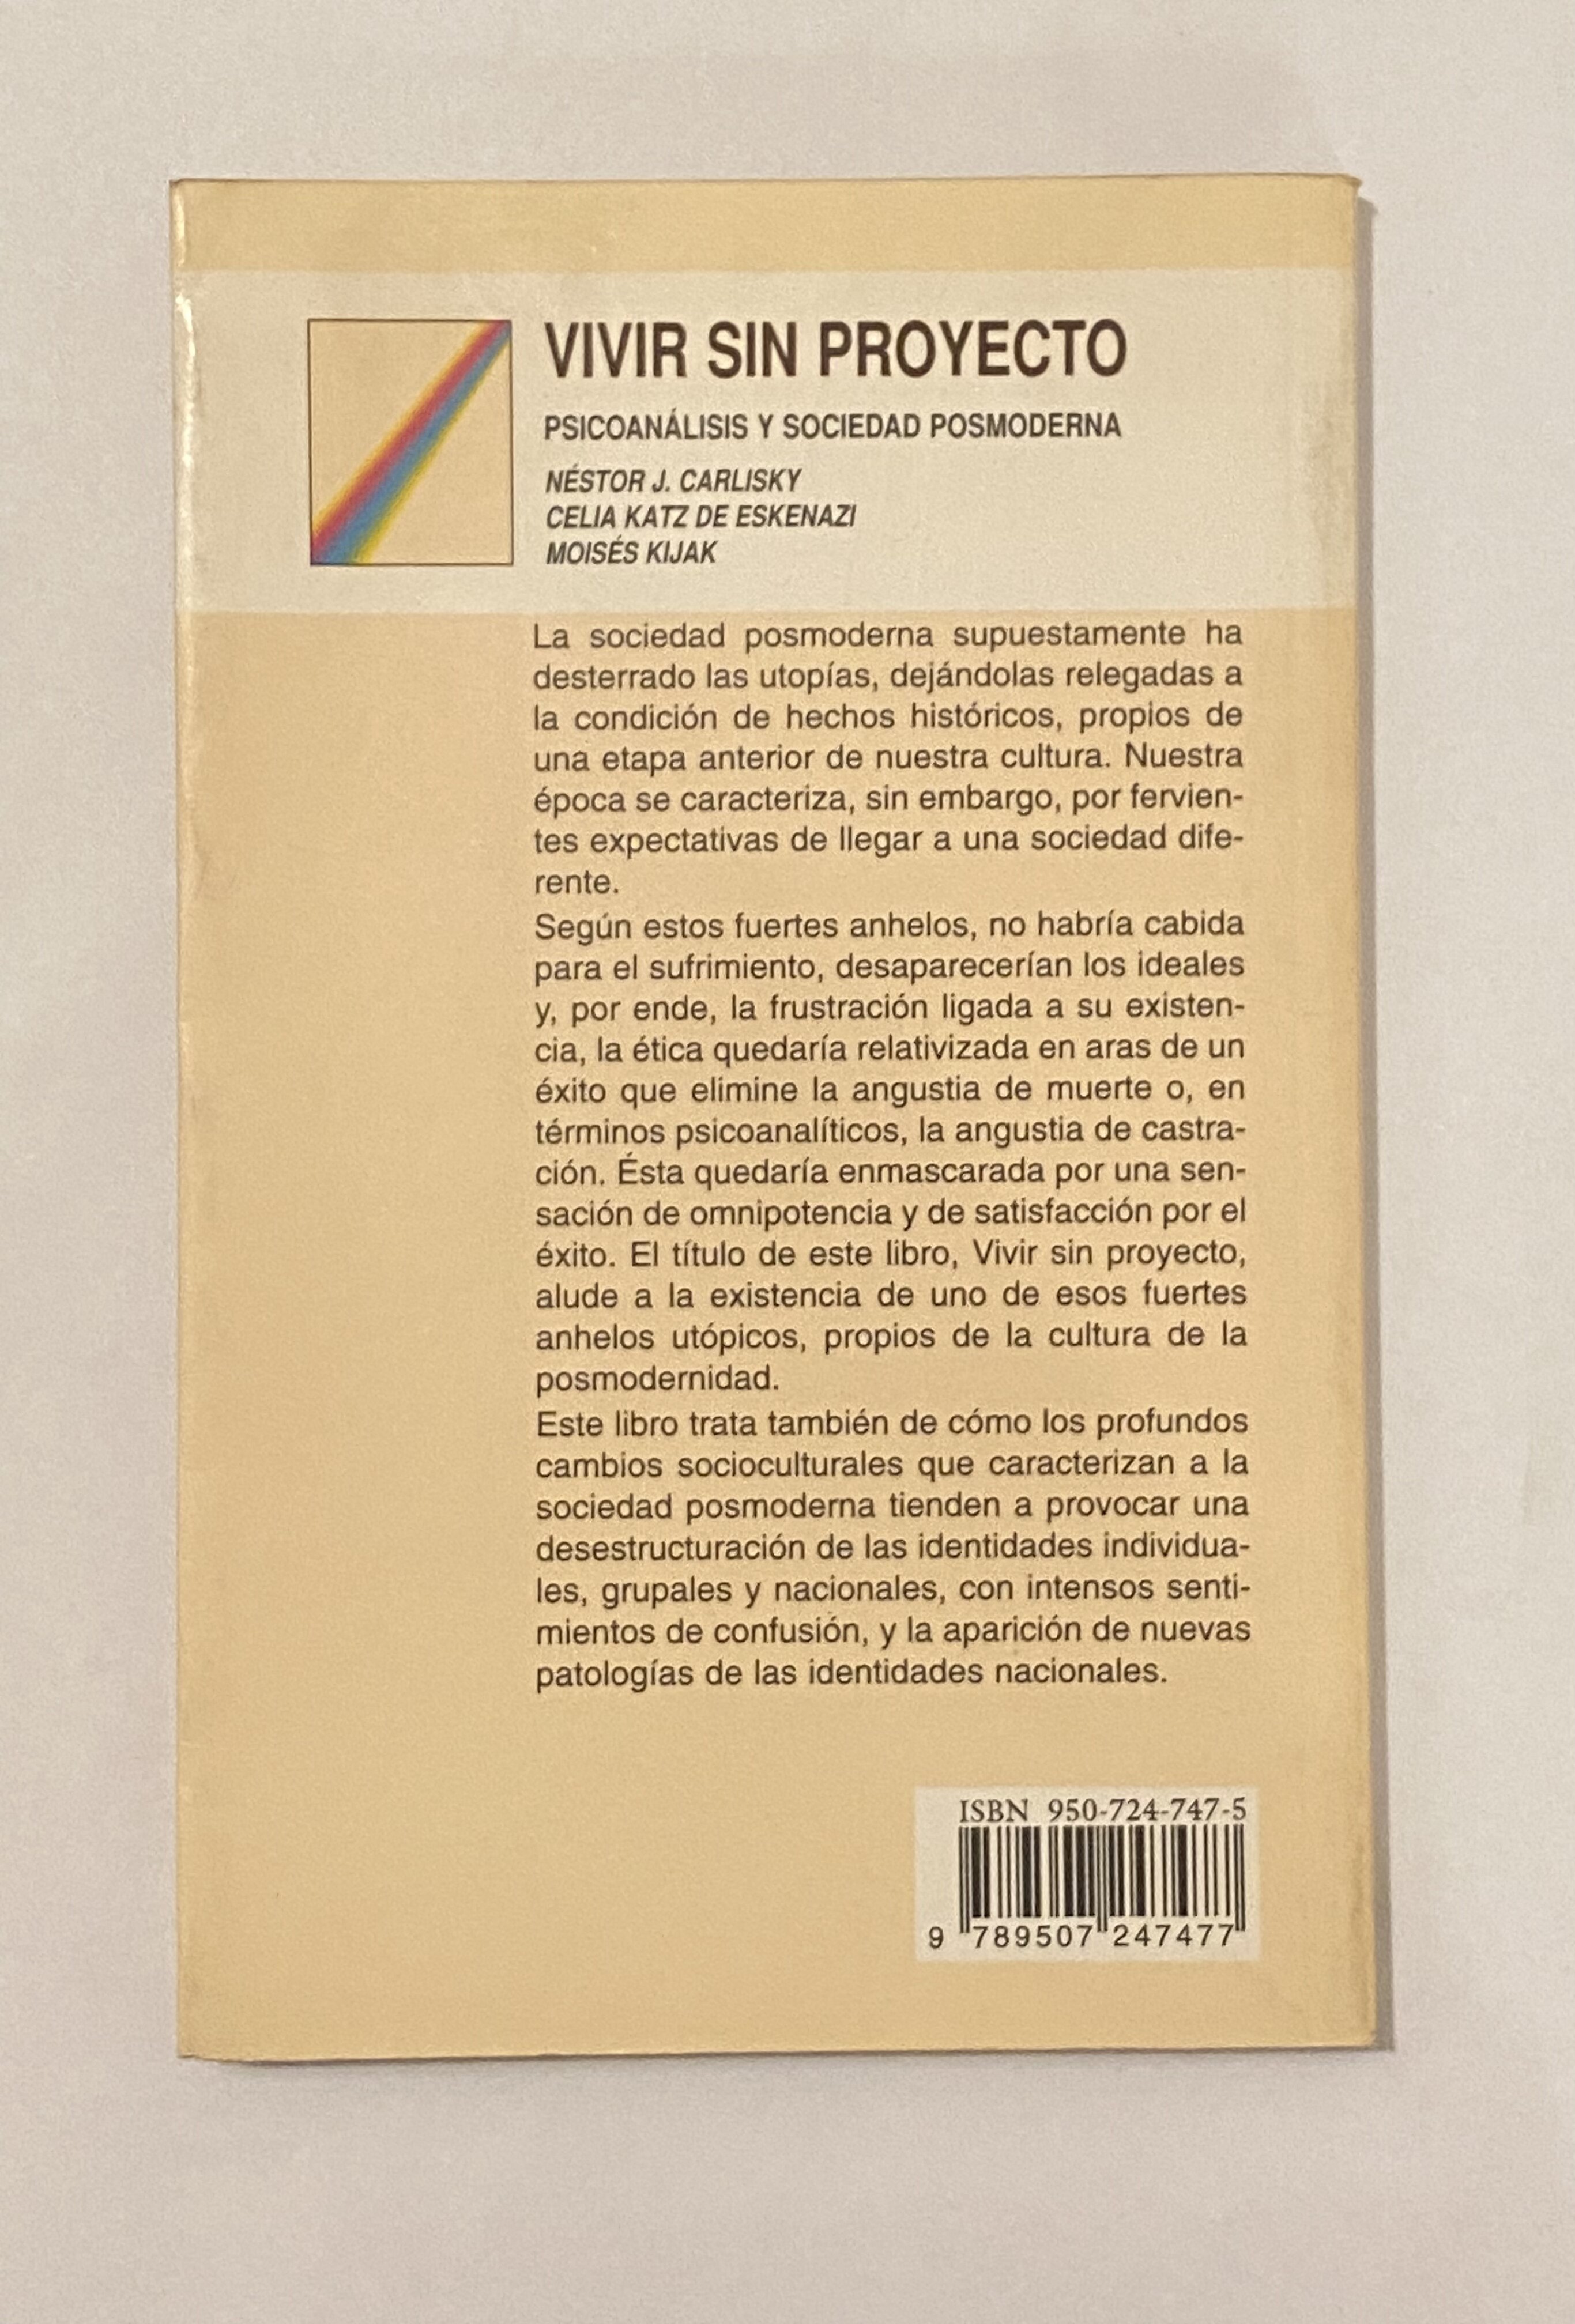 VIVIR SIN PROYECTO
PSICOANÁLISIS Y SOCIEDAD POSMODERNA
NÉSTOR J. CARLISKY
CELIA KATZ DE ESKENAZI
MOISÉS KIJAK
La sociedad posmoderna supuestamente ha
desterrado las utopías, dejándolas relegadas a
la condición de hechos históricos, propios de
una etapa anterior de nuestra cultura. Nuestra
época se caracteriza, sin embargo, por fervien-
tes expectativas de llegar a una sociedad dife-
rente.
Según estos fuertes anhelos, no habría cabida
para el sufrimiento, desaparecerían los ideales
y, por ende, la frustración ligada a su existen-
cia, la ética quedaría relativizada en aras de un
éxito que elimine la angustia de muerte o, en
términos psicoanalíticos, la angustia de castra-
ción. Ésta quedaría enmascarada por una sen-
sación de omnipotencia y de satisfacción por el
éxito. El título de este libro, Vivir sin proyecto,
alude a la existencia de uno de esos fuertes
anhelos utópicos, propios de la cultura de la
posmodernidad.
Este libro trata también de cómo los profundos
cambios socioculturales que caracterizan a la
sociedad posmoderna tienden a provocar una
desestructuración de las identidades individua-
les, grupales y nacionales, con intensos senti-
mientos de confusión, y la aparición de nuevas
patologías de las identidades nacionales.
ISBN 950-724-747-5
9 789507 247477